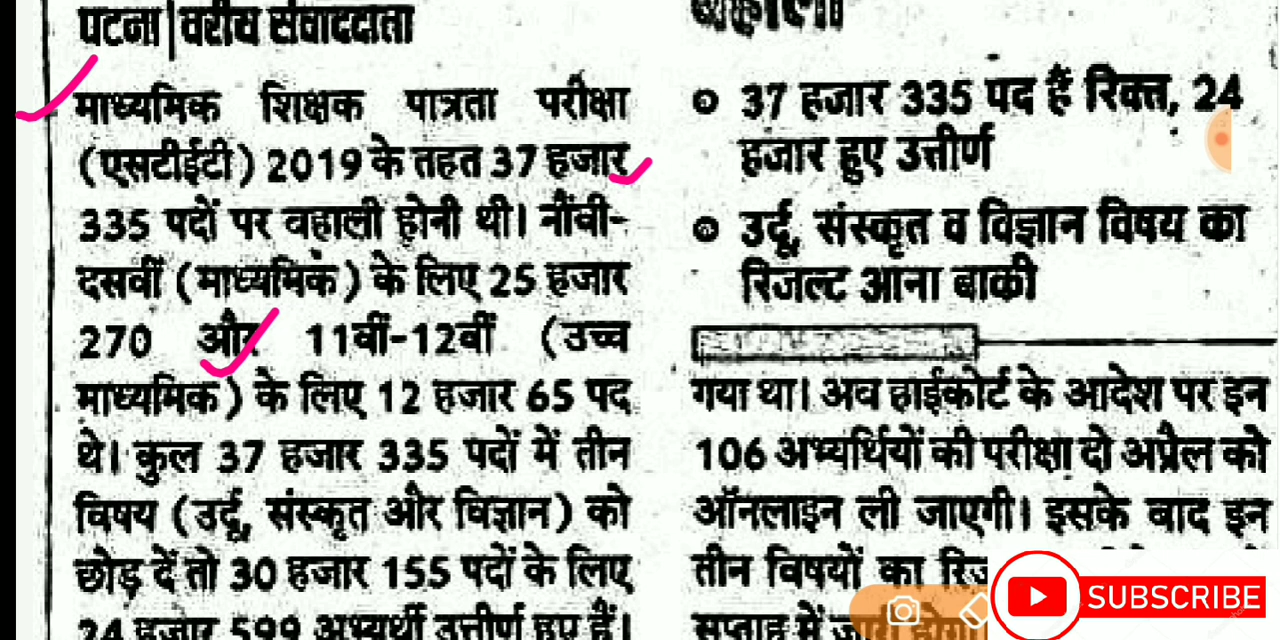 पटना|वरीय संवाददाता
माध्यमिक शिक्षक पात्रता परीक्षा
(एसटीईटी) 2019 के तहत 37 हजार
335 पदों पर वहाली होनी थी। नौंवी-
दसवीं (माध्यमिक) के लिए 25 हजार
270 और 11वीं-12वीं (उच्च
माध्यमिक) के लिए 12 हजार 65 पद
थे। कुल 37 हजार 335 पदों में तीन
विषय (उर्दू, संस्कृत और विज्ञान) को
छोड़ दें तो 30 हजार 155 पदों के लिए
24 हजार 599 अभ्यर्थी उत्तीर्ण हुए हैं।
37 हजार 335 पद हैं रिक्त, 24
हजार हुए उत्तीर्ण
उर्दू, संस्कृत व विज्ञान विषय का
रिजल्ट आना बाकी
गया था। अब हाईकोर्ट के आदेश पर इन
106 अभ्यर्थियों की परीक्षा दो अप्रैल को
ऑनलाइन ली जाएगी। इसके बाद इन
तीन विषयों का
सप्ताह में जारी होगा
SUBSCRIBE